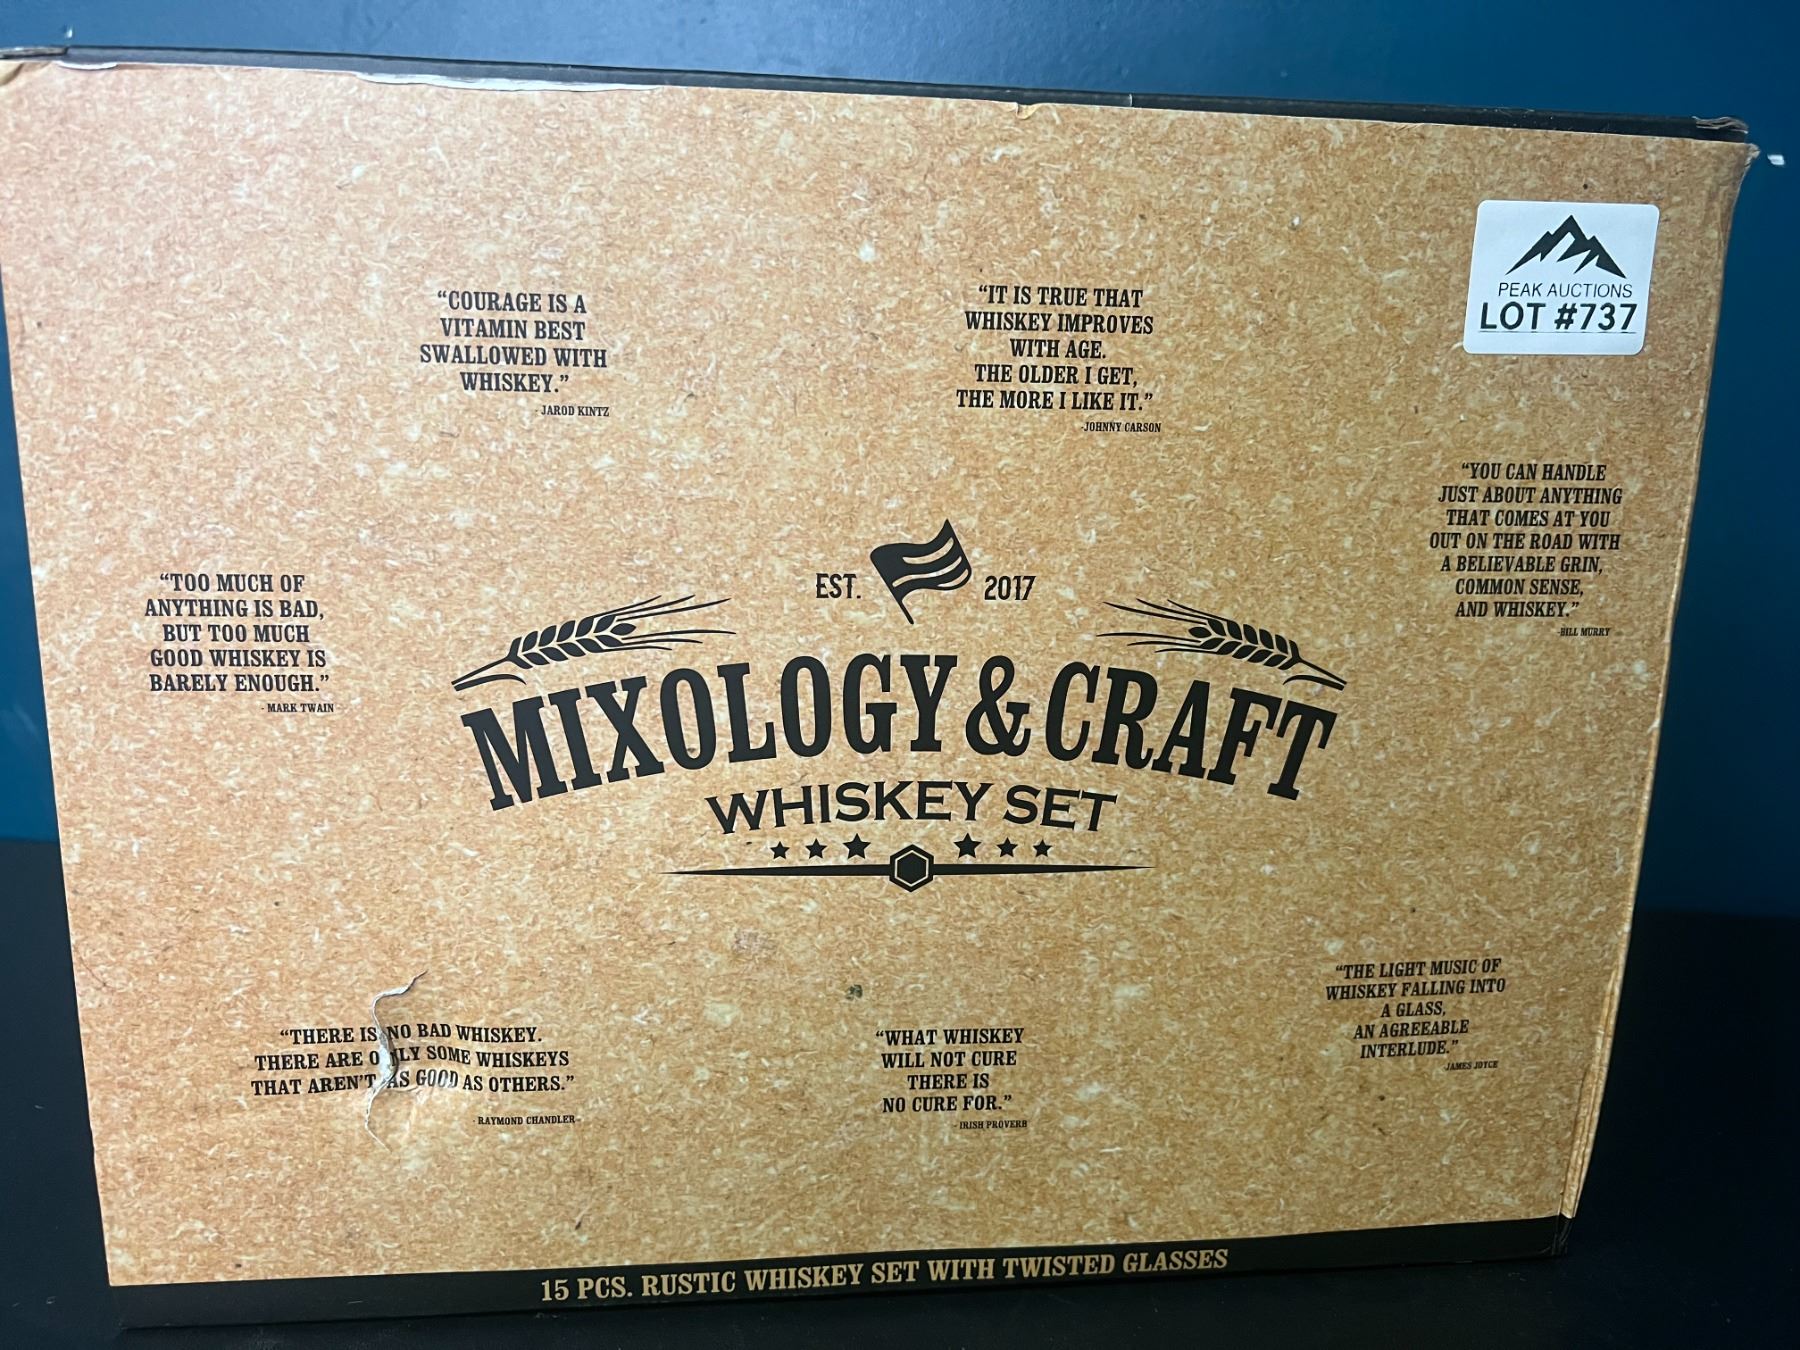 PEAK AUCTIONS
LOT #737
“COURAGE IS A
VITAMIN BEST
SWALLOWED WITH
WHISKEY.”
- JAROD KINTZ
“IT IS TRUE THAT
WHISKEY IMPROVES
WITH AGE.
THE OLDER I GET,
THE MORE I LIKE IT.”
-JOHNNY CARSON
“YOU CAN HANDLE
JUST ABOUT ANYTHING
THAT COMES AT YOU
OUT ON THE ROAD WITH
A BELIEVABLE GRIN,
COMMON SENSE,
AND WHISKEY.”
-BILL MURRY
“TOO MUCH OF
ANYTHING IS BAD,
BUT TOO MUCH
GOOD WHISKEY IS
BARELY ENOUGH.”
- MARK TWAIN
EST. 2017
MIXOLOGY & CRAFT
WHISKEY SET
“THERE IS NO BAD WHISKEY.
THERE ARE ONLY SOME WHISKEYS
THAT AREN'T AS GOOD AS OTHERS.”
- RAYMOND CHANDLER
“WHAT WHISKEY
WILL NOT CURE
THERE IS
NO CURE FOR.”
- IRISH PROVERB
“THE LIGHT MUSIC OF
WHISKEY FALLING INTO
A GLASS,
AN AGREEABLE
INTERLUDE.”
-JAMES JOYCE
15 PCS. RUSTIC WHISKEY SET WITH TWISTED GLASSES